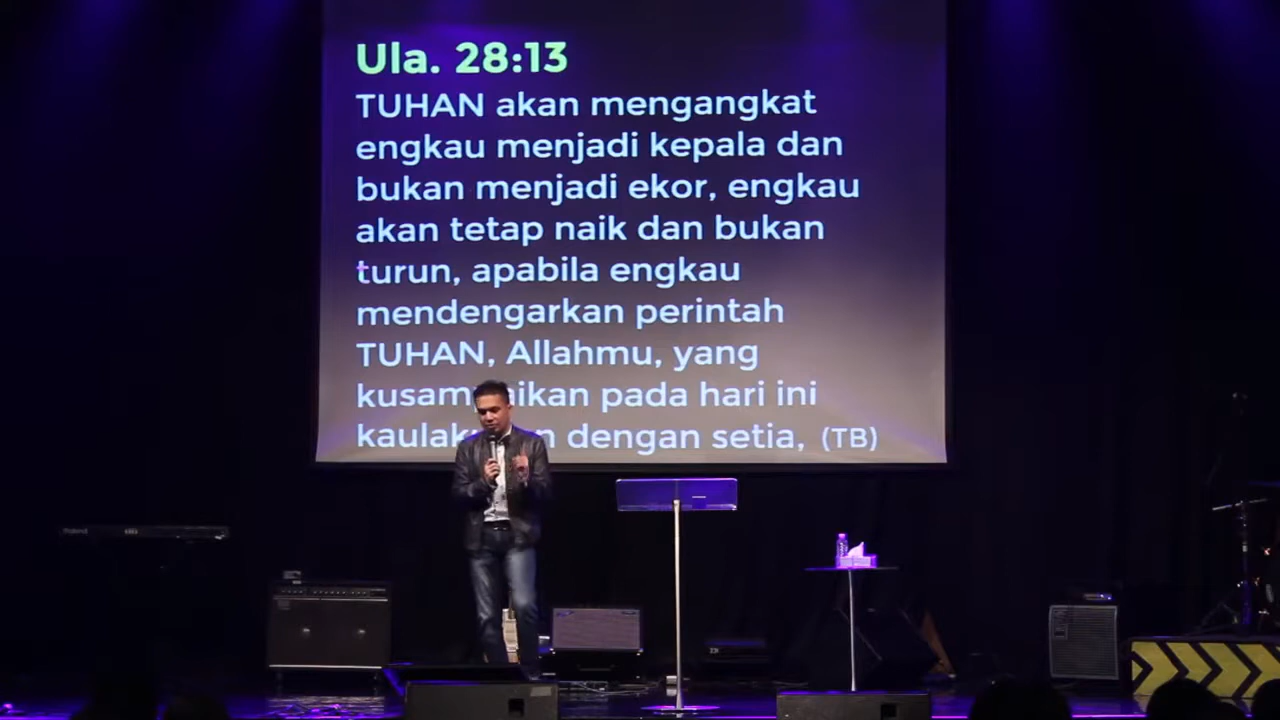 Ula. 28:13
TUHAN akan mengangkat
engkau menjadi kepala dan
bukan menjadi ekor, engkau
akan tetap naik dan bukan
turun, apabila engkau
mendengarkan perintah
TUHAN, Allahmu, yang
pada hari ini
dengan setia, (TB)
Roland